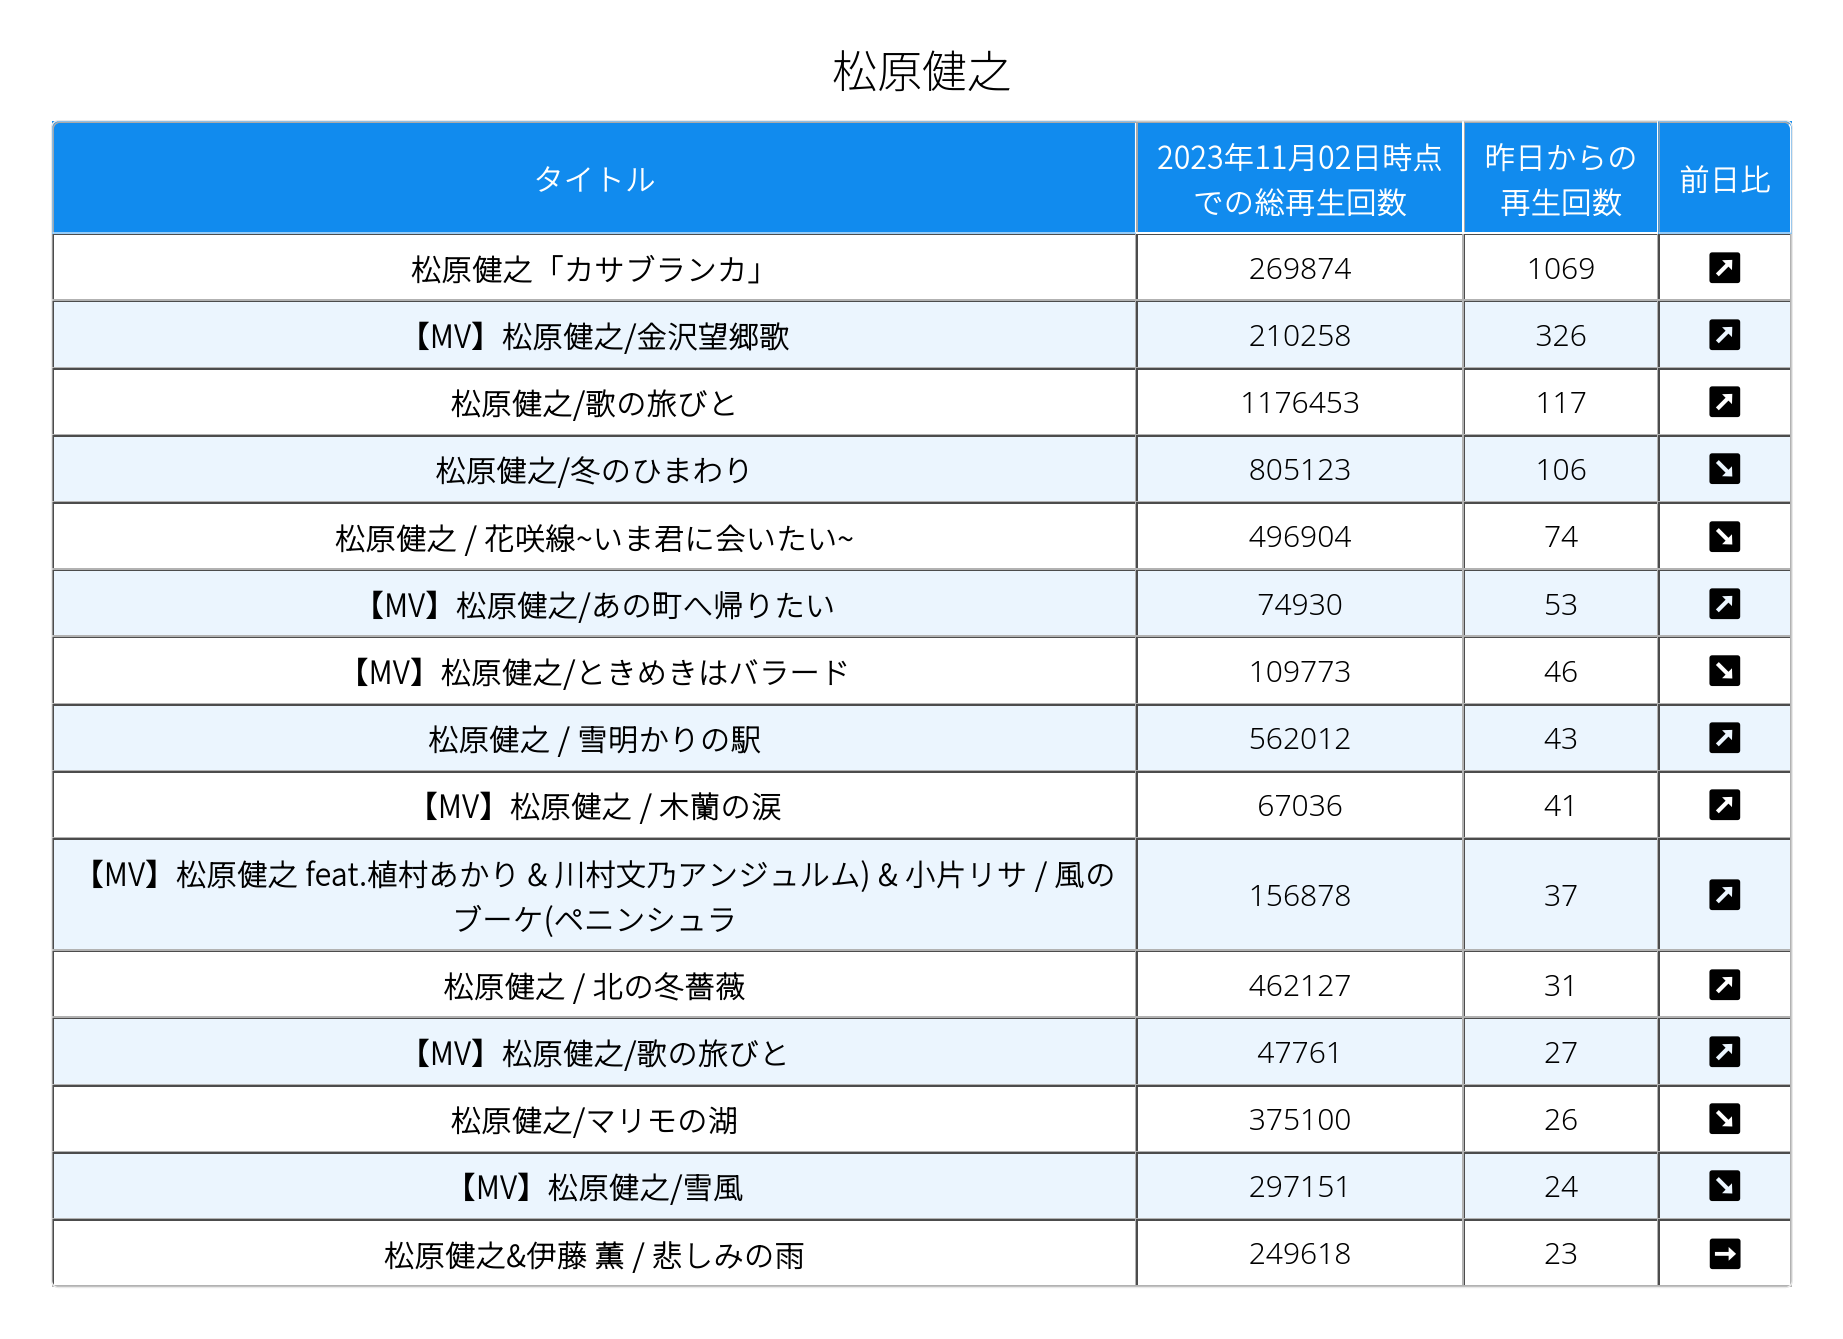 松原健之
タイトル
2023年11月02日時点
での総再生回数
昨日からの
再生回数
前日比
松原健之「カサブランカ」 269874 1069
【MV】松原健之/金沢望郷歌 210258 326
松原健之/歌の旅びと 1176453 117
松原健之/冬のひまわり 805123 106
松原健之 / 花咲線~いま君に会いたい~ 496904 74
【MV】松原健之/あの町へ帰りたい 74930 53
【MV】松原健之/ときめきはバラード 109773 46
松原健之 / 雪明かりの駅 562012 43
【MV】松原健之 / 木蘭の涙 67036 41
【MV】松原健之 feat.植村あかり & 川村文乃アンジュルム) & 小片リサ / 風の
ブーケ(ペニンシュラ 156878 37
松原健之 / 北の冬薔薇 462127 31
【MV】松原健之/歌の旅びと 47761 27
松原健之/マリモの湖 375100 26
【MV】松原健之/雪風 297151 24
松原健之&伊藤 薫 / 悲しみの雨 249618 23